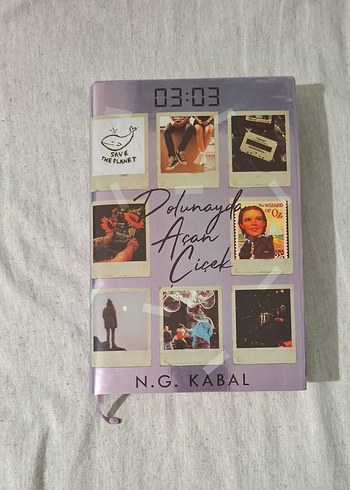 03:03
SAVE
THE PLANET
Dolunayda
Açan
Çiçek
The WIZARD
OF OZ
N.G. KABAL